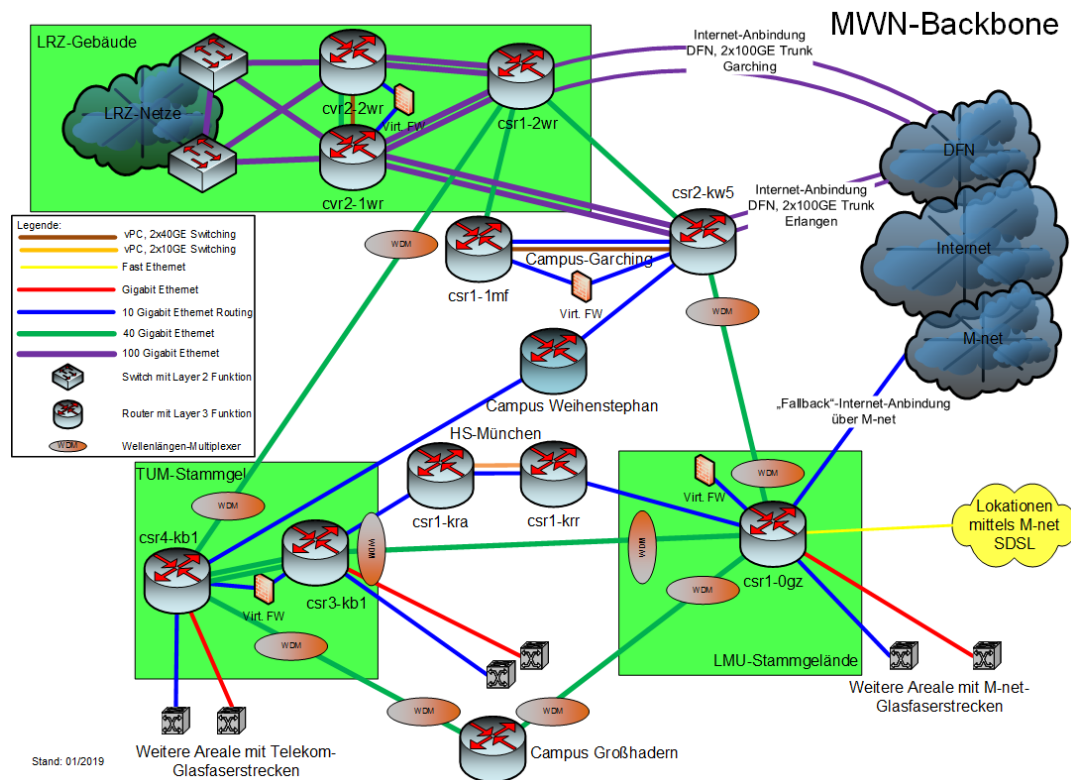 MWN-Backbone
LRZ-Gebäude
Internet-Anbindung
DFN, 2x100GE Trunk
Garching
LRZ-Netze
cvr2-2wr
Virt. FW
csr1-2wr
cvr2-1wr
DFN
csr2-kw5
Internet-Anbindung
DFN, 2x100GE Trunk
Erlangen
Legende:
vPC, 2x40GE Switching
vPC, 2x10GE Switching
Fast Ethernet
Gigabit Ethernet
10 Gigabit Ethernet Routing
40 Gigabit Ethernet
100 Gigabit Ethernet
Switch mit Layer 2 Funktion
Router mit Layer 3 Funktion
WDM
Wellenlängen-Multiplexer
WDM
Campus-Garching
csr1-1mf
Virt. FW
Internet
WDM
M-net
Campus Weihenstephan
„Fallback“-Internet-Anbindung
über M-net
HS-München
TUM-Stammgel
csr1-kra
csr1-krr
WDM
Virt. FW
WDM
Lokationen
mittels M-net
SDSL
csr4-kb1
WDM
WDM
csr1-0gz
Virt. FW
csr3-kb1
WDM
WDM
LMU-Stammgelände
Weitere Areale mit M-net-
Glasfaserstrecken
WDM
WDM
Campus Großhadern
Weitere Areale mit Telekom-
Glasfaserstrecken
Stand: 01/2019